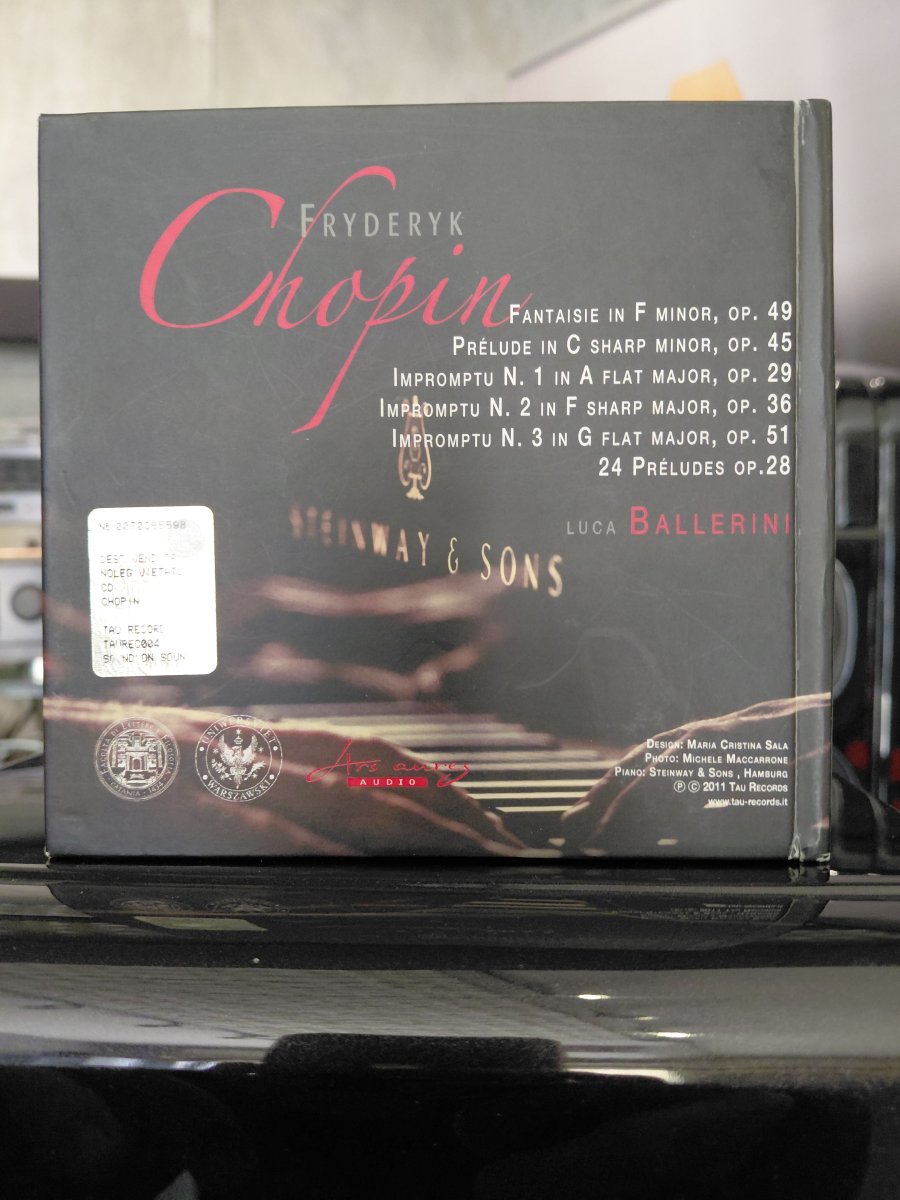 FRYDERYK
Chopin
FANTAISIE IN F MINOR, OP. 49
PRÉLUDE IN C SHARP MINOR, OP. 45
IMPROMPTU N. 1 IN A FLAT MAJOR, OP. 29
IMPROMPTU N. 2 IN F SHARP MAJOR, OP. 36
IMPROMPTU N. 3 IN G FLAT MAJOR, OP. 51
24 PRÉLUDES OP.28
LUCA BALLERINI
STEINWAY & SONS
CD
CHOPIN
TAU RECORD
TAUREC004
UNIWERSYTET
WARSZAWSKI
Ars aures
AUDIO
DESIGN: MARIA CRISTINA SALA
PHOTO: MICHELE MACCARRONE
PIANO: STEINWAY & SONS , HAMBURG
℗ © 2011 TAU RECORDS
www.tau-records.it